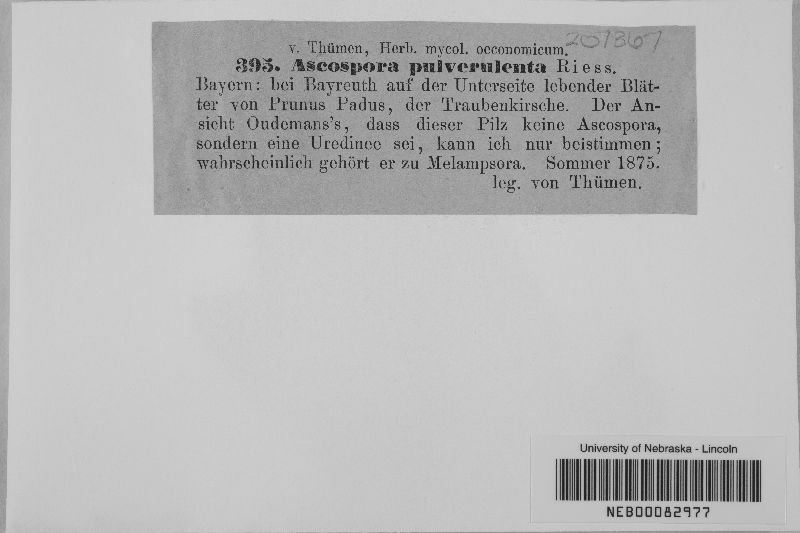 201367
v. Thümen, Herb. mycol. oeconomicum.
395. Ascospora pulverulenta Riess.
Bayern: bei Bayreuth auf der Unterseite lebender Blät-
ter von Prunus Padus, der Traubenkirsche. Der An-
sicht Oudemans's, dass dieser Pilz keine Ascospora,
sondern eine Uredinee sei, kann ich nur beistimmen;
wahrscheinlich gehört er zu Melampsora. Sommer 1875.
leg. von Thümen.
University of Nebraska - Lincoln
NEB00082977